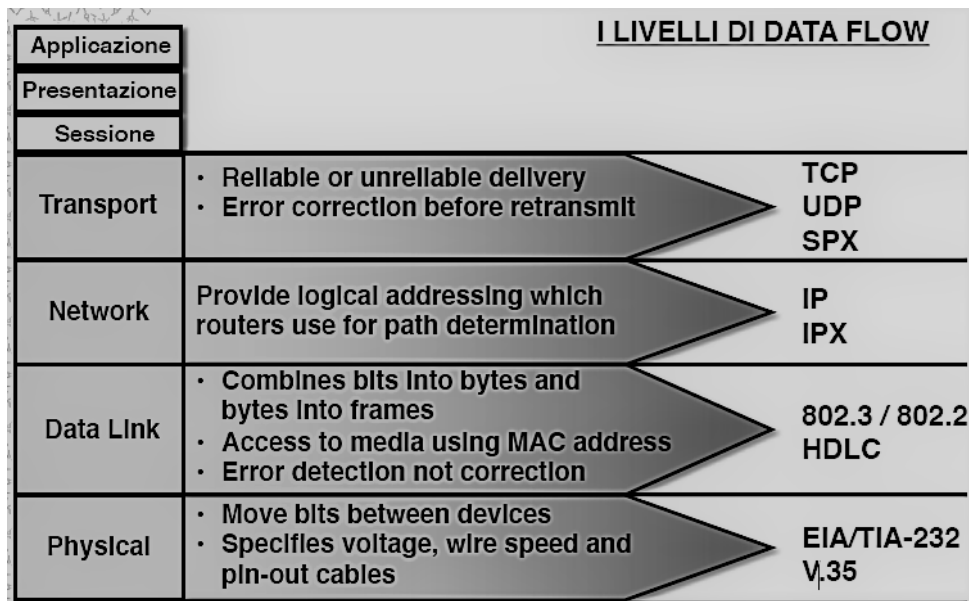 I LIVELLI DI DATA FLOW
Applicazione
Presentazione
Sessione
Transport
• Reliable or unreliable delivery
• Error correction before retransmit
TCP
UDP
SPX
Network
Provide logical addressing which
routers use for path determination
IP
IPX
Data Link
• Combines bits into bytes and
bytes into frames
• Access to media using MAC address
• Error detection not correction
802.3 / 802.2
HDLC
Physical
• Move bits between devices
• Specifies voltage, wire speed and
pin-out cables
EIA/TIA-232
V.35